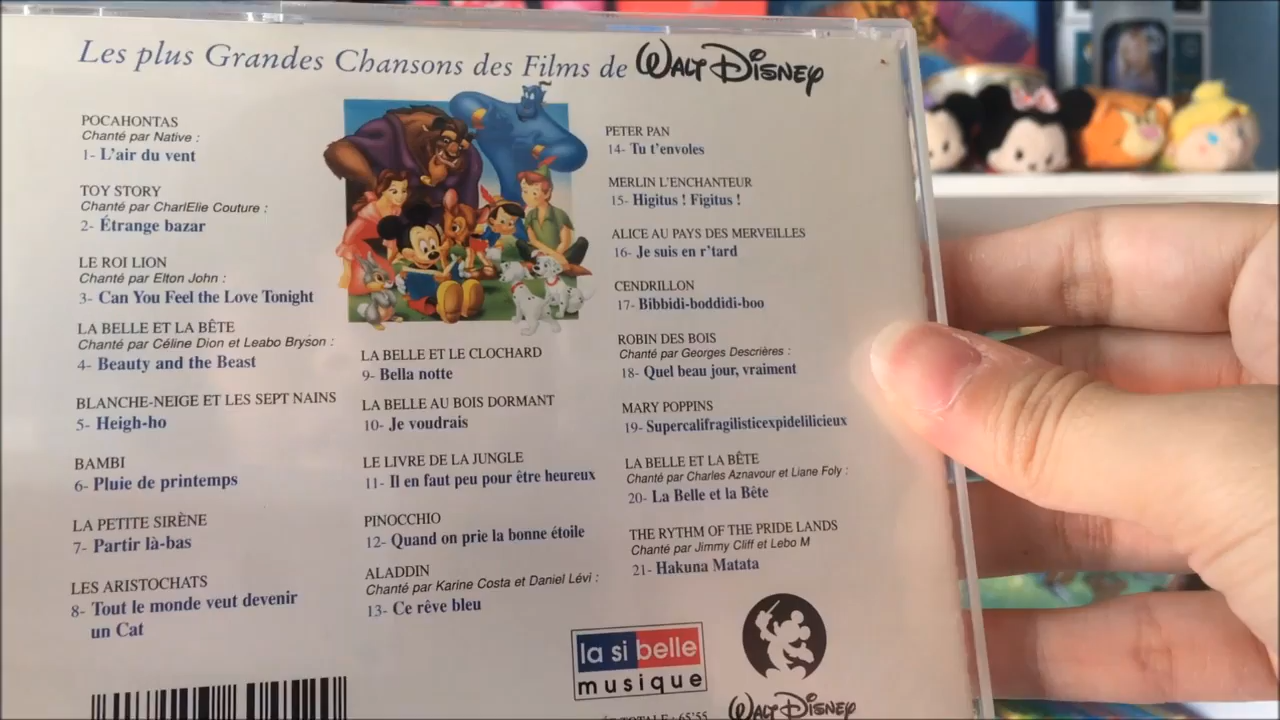 Les plus Grandes Chansons des Films de WALT DISNEY
POCAHONTAS
Chanté par Native :
1- L'air du vent
TOY STORY
Chanté par CharlElie Couture :
2- Étrange bazar
LE ROI LION
Chanté par Elton John :
3- Can You Feel the Love Tonight
LA BELLE ET LA BÊTE
Chanté par Céline Dion et Leabo Bryson :
4- Beauty and the Beast
BLANCHE-NEIGE ET LES SEPT NAINS
5- Heigh-ho
BAMBI
6- Pluie de printemps
LA PETITE SIRÈNE
7- Partir là-bas
LES ARISTOCHATS
8- Tout le monde veut devenir
un Cat
LA BELLE ET LE CLOCHARD
9- Bella notte
LA BELLE AU BOIS DORMANT
10- Je voudrais
LE LIVRE DE LA JUNGLE
11- Il en faut peu pour être heureux
PINOCCHIO
12- Quand on prie la bonne étoile
ALADDIN
Chanté par Karine Costa et Daniel Lévi :
13- Ce rêve bleu
PETER PAN
14- Tu t'envoles
MERLIN L'ENCHANTEUR
15- Higitus ! Figitus !
ALICE AU PAYS DES MERVEILLES
16- Je suis en r'tard
CENDRILLON
17- Bibbidi-boddidi-boo
ROBIN DES BOIS
Chanté par Georges Descrières :
18- Quel beau jour, vraiment
MARY POPPINS
19- Supercalifragilisticexpidelilicieux
LA BELLE ET LA BÊTE
Chanté par Charles Aznavour et Liane Foly :
20- La Belle et la Bête
THE RYTHM OF THE PRIDE LANDS
Chanté par Jimmy Cliff et Lebo M
21- Hakuna Matata
la si belle
musique
WALT DISNEY
TOTALE : 65'55